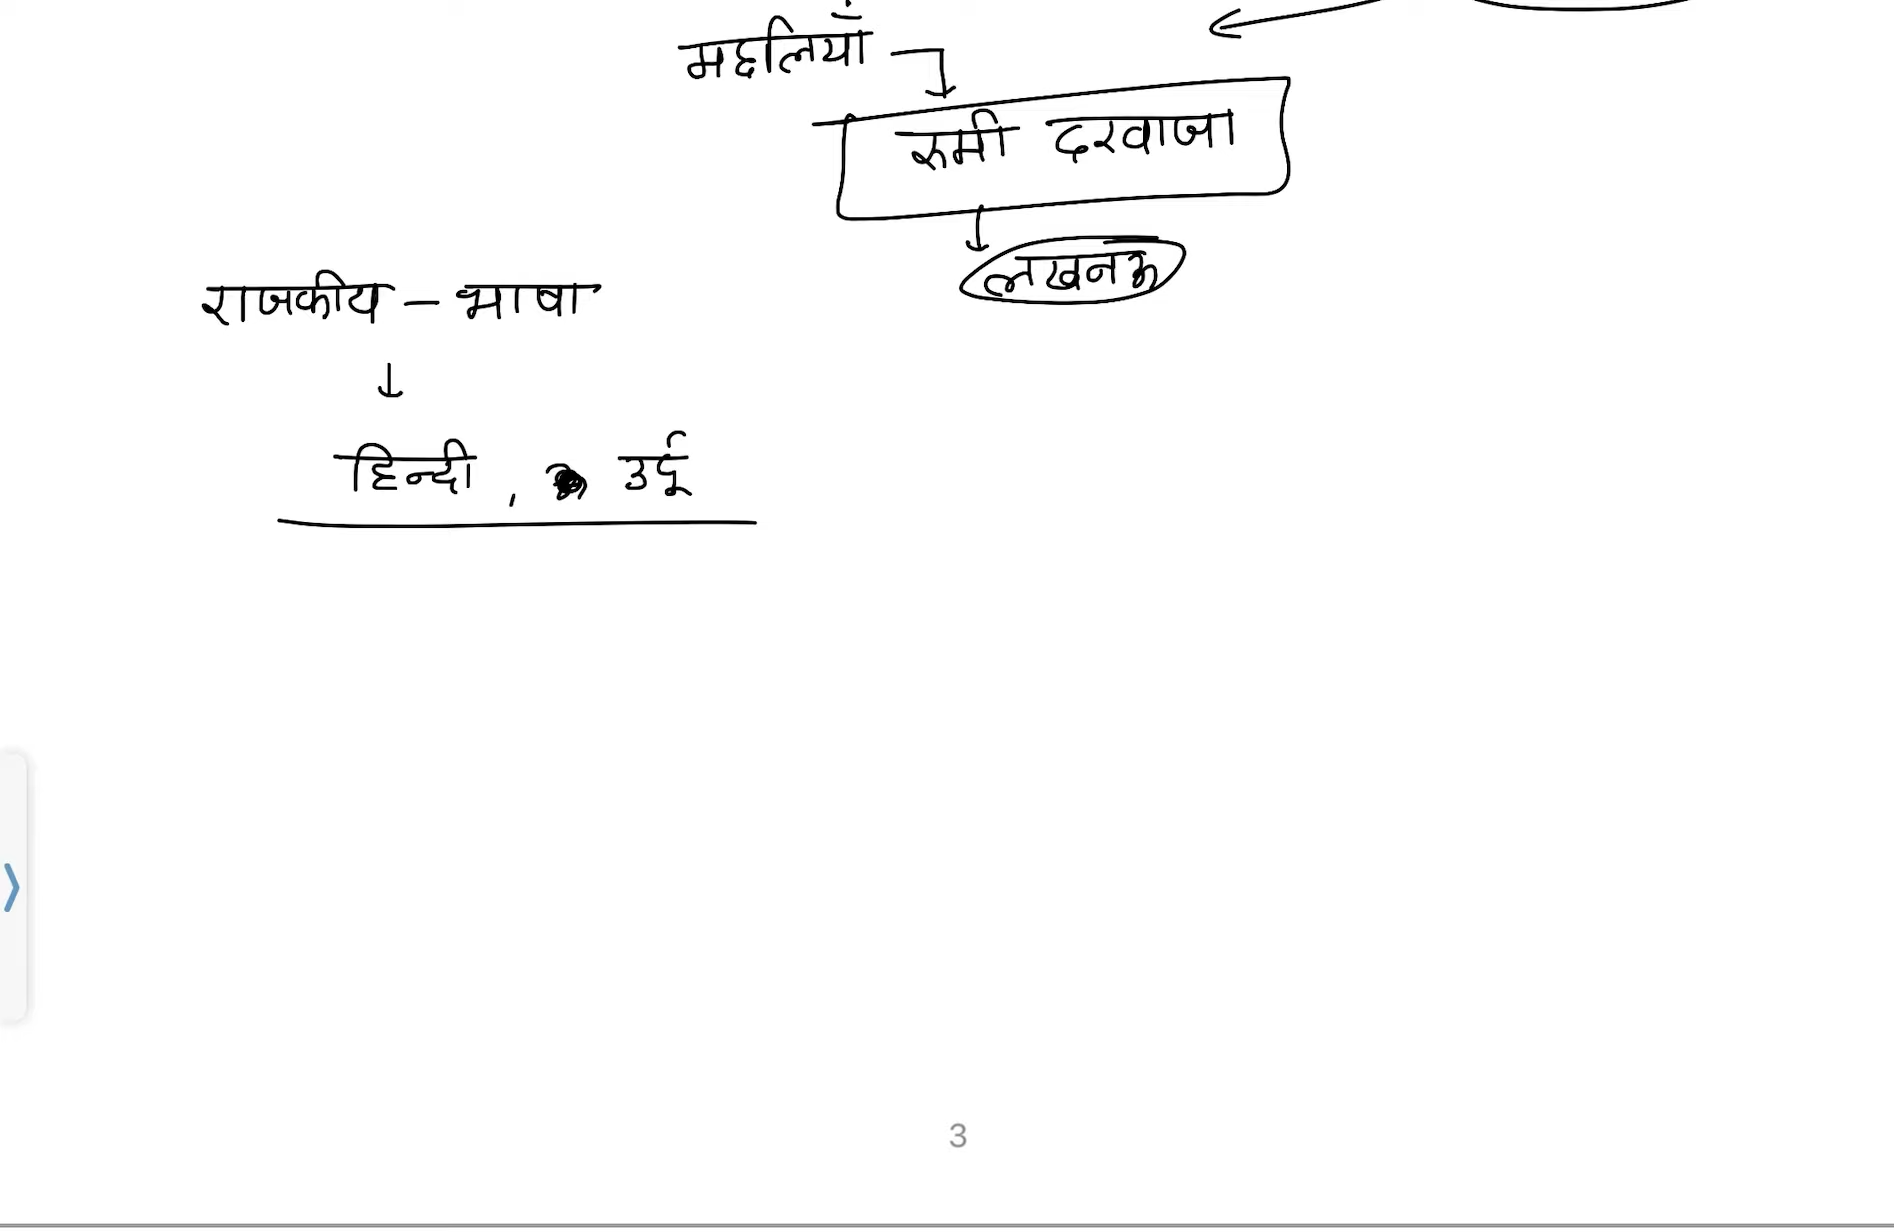 मछलियाँ
रुमी दरवाजा
लखनऊ
राजकीय – भाषा
हिन्दी , उर्दू
3